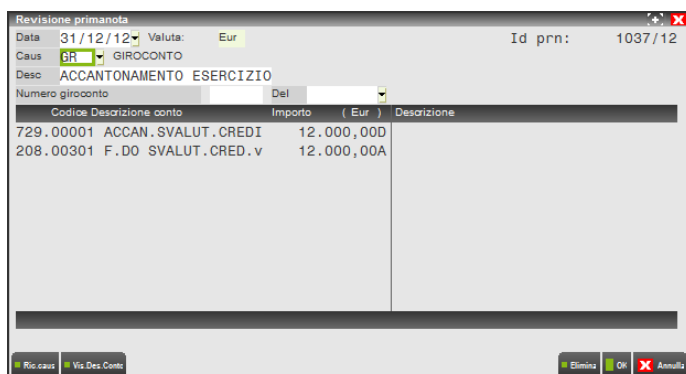 Revisione primanota
Data 31/12/12 Valuta: Eur Id prn: 1037/12
Caus GR GIROCONTO
Desc ACCANTONAMENTO ESERCIZIO
Numero giroconto Del
Codice Descrizione conto Importo ( Eur ) Descrizione
729.00001 ACCAN.SVALUT.CREDI 12.000,00D
208.00301 F.DO SVALUT.CRED.v 12.000,00A
Ric.caus Vis.Des.Conto Elimina OK Annulla